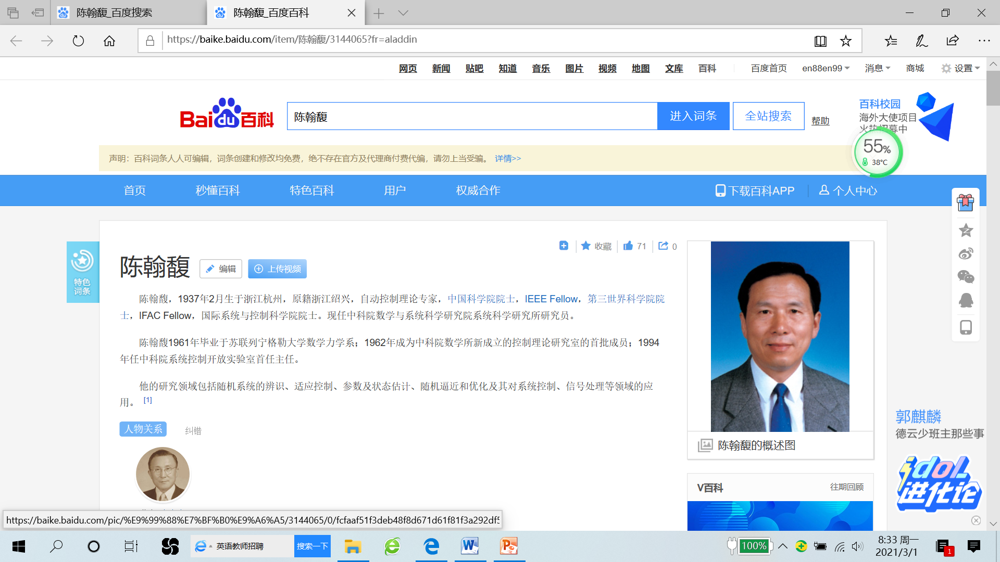 陈翰馥_百度搜索
陈翰馥_百度百科
https://baike.baidu.com/item/陈翰馥/3144065?fr=aladdin
网页 新闻 贴吧 知道 音乐 图片 视频 地图 文库 百科 百度首页 en88en99 消息 商城 设置
Bai du 百科
陈翰馥
进入词条
全站搜索
帮助
百科校园
海外大使项目
火热招募中
55%
38°C
声明：百科词条人人可编辑，词条创建和修改均免费，绝不存在官方及代理商付费代编，请勿上当受骗。 详情>>
首页 秒懂百科 特色百科 用户 权威合作 下载百科APP 个人中心
特色
词条
收藏 71 0
陈翰馥 编辑 上传视频
陈翰馥，1937年2月生于浙江杭州，原籍浙江绍兴，自动控制理论专家，中国科学院院士，IEEE Fellow，第三世界科学院院
士，IFAC Fellow，国际系统与控制科学院院士。现任中科院数学与系统科学研究院系统科学研究所研究员。
陈翰馥1961年毕业于苏联列宁格勒大学数学力学系；1962年成为中科院数学所新成立的控制理论研究室的首批成员；1994
年任中科院系统控制开放实验室首任主任。
他的研究领域包括随机系统的辨识、适应控制、参数及状态估计、随机逼近和优化及其对系统控制、信号处理等领域的应
用。 [1]
人物关系 纠错
陈翰馥的概述图
V百科 往期回顾
郭麒麟
德云少班主那些事
idol
进化论
https://baike.baidu.com/pic/%E9%99%88%E7%BF%B0%E9%A6%A5/3144065/0/fcfaaf51f3deb48f8d671d61f81f3a292df5
英语教师招聘 搜索一下
100%
8:33 周一
2021/3/1
1